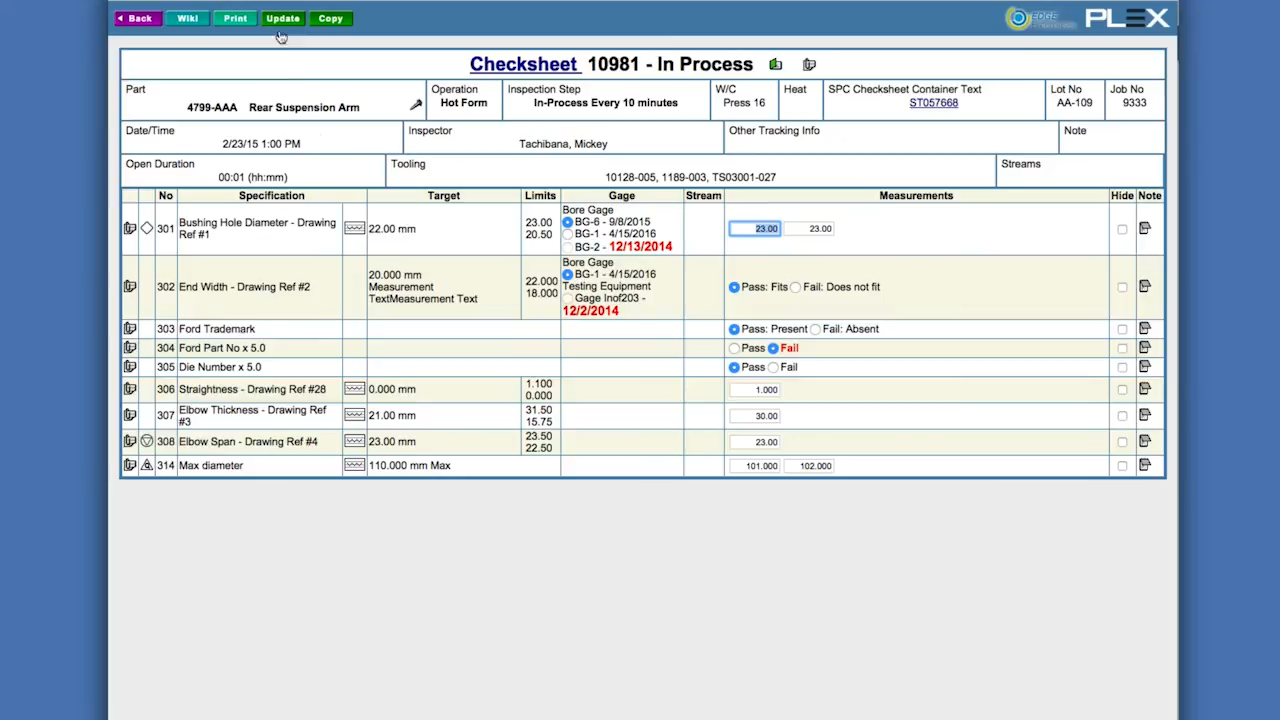 Back Wiki Print Update Copy
EDGE
PLEX
Checksheet 10981 - In Process
Part
4799-AAA Rear Suspension Arm
Operation
Hot Form
Inspection Step
In-Process Every 10 minutes
W/C
Press 16
Heat
SPC Checksheet Container Text
ST057668
Lot No
AA-109
Job No
9333
Date/Time
2/23/15 1:00 PM
Inspector
Tachibana, Mickey
Other Tracking Info
Note
Open Duration
00:01 (hh:mm)
Tooling
10128-005, 1189-003, TS03001-027
Streams
No Specification Target Limits Gage Stream Measurements Hide Note
301
Bushing Hole Diameter - Drawing
Ref #1
22.00 mm
23.00
20.50
Bore Gage
BG-6 - 9/8/2015
BG-1 - 4/15/2016
BG-2 - 12/13/2014
23.00 23.00
302 End Width - Drawing Ref #2
20.000 mm
Measurement
TextMeasurement Text
22.000
18.000
Bore Gage
BG-1 - 4/15/2016
Testing Equipment
Gage Inof203 -
12/2/2014
Pass: Fits Fail: Does not fit
303 Ford Trademark Pass: Present Fail: Absent
304 Ford Part No x 5.0 Pass Fail
305 Die Number x 5.0 Pass Fail
306 Straightness - Drawing Ref #28 0.000 mm
1.100
0.000
1.000
307
Elbow Thickness - Drawing Ref
#3
21.00 mm
31.50
15.75
30.00
308 Elbow Span - Drawing Ref #4 23.00 mm
23.50
22.50
23.00
314 Max diameter 110.000 mm Max 101.000 102.000